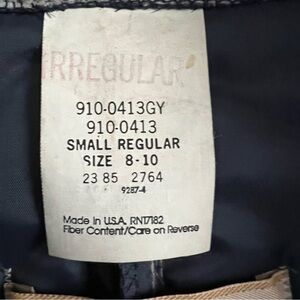 IRREGULAR
910-0413GY
910-0413
SMALL REGULAR
SIZE 8-10
23 85 2764
9287-4
Made in U.S.A. RN17182
Fiber Content/Care on Reverse